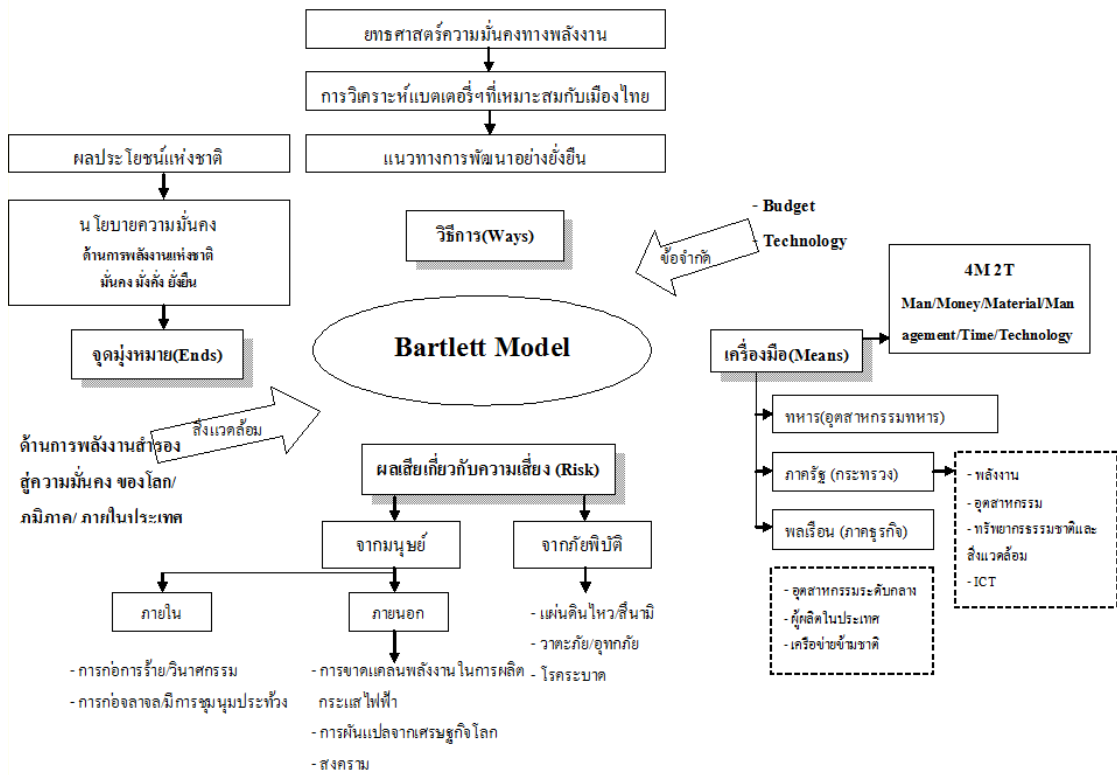 ยทธศาสตร์ความมั่นคงทางพลังงาน
การวิเคราะห์แบตเตอรี่ฯที่เหมาะสมกับเมืองไทย
แนวทางการพัฒนาอย่างยั่งยืน
ผลประโยชน์แห่งชาติ
นโยบายความมั่นคง
ด้านการพลังงานแห่งชาติ
มั่นคง มั่งคั่ง ยั่งยืน
จุดมุ่งหมาย(Ends)
วิธีการ(Ways)
- Budget
- Technology
ข้อจำกัด
4M 2T
Man/Money/Material/Man
agement/Time/Technology
Bartlett Model
เครื่องมือ(Means)
ทหาร(อุตสาหกรรมทหาร)
ภาครัฐ (กระทรวง)
พลเรือน (ภาคธุรกิจ)
- พลังงาน
- อุตสาหกรรม
- ทรัพยากรธรรมชาติและ
สิ่งแวดล้อม
- ICT
- อุตสาหกรรมระดับกลาง
- ผู้ผลิตในประเทศ
- เครือข่ายข้ามชาติ
สิ่งแวดล้อม
ด้านการพลังงานสำรอง
สู่ความมั่นคง ของโลก/
ภูมิภาค/ ภายในประเทศ
ผลเสียเกี่ยวกับความเสี่ยง (Risk)
จากมนุษย์
จากภัยพิบัติ
ภายใน
ภายนอก
- การก่อการร้าย/วินาศกรรม
- การก่อจลาจล/มีการชุมนุมประท้วง
- การขาดแคลนพลังงานในการผลิต
กระแสไฟฟ้า
- การผันแปลจากเศรษฐกิจโลก
- สงคราม
- แผ่นดินไหว/สึนามิ
- วาตะภัย/อุทกภัย
- โรคระบาด